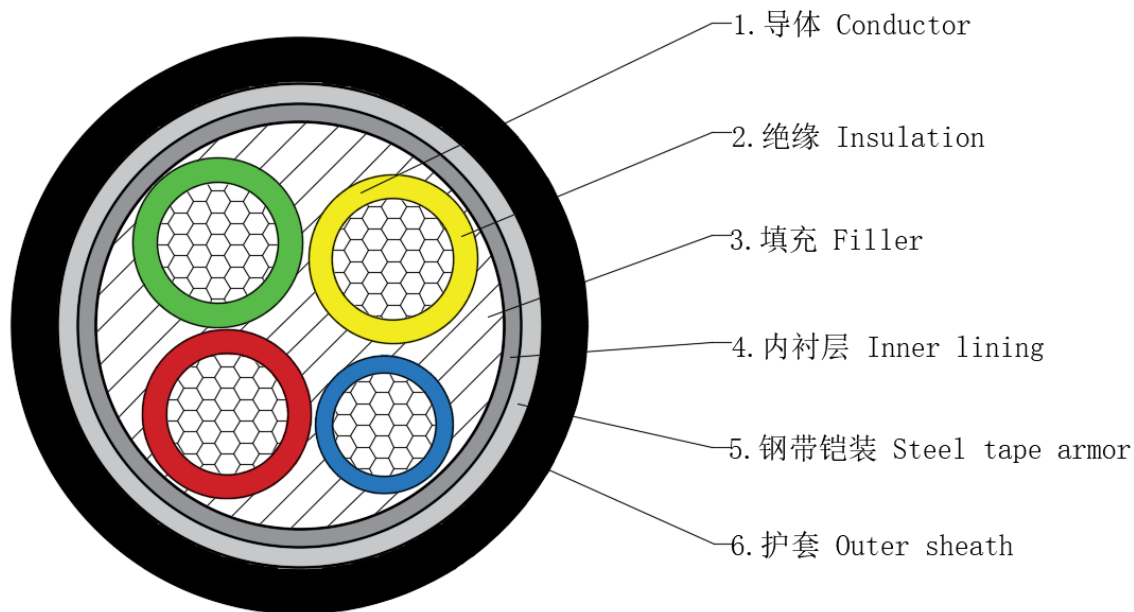 1.导体 Conductor
2.绝缘 Insulation
3.填充 Filler
4.内衬层 Inner lining
5.钢带铠装 Steel tape armor
6.护套 Outer sheath